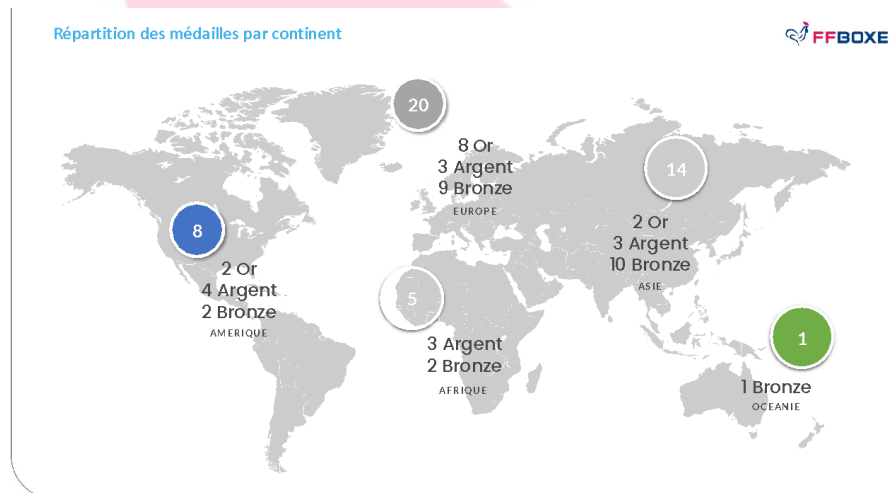 Répartition des médailles par continent
FFBOXE
20
8 Or
3 Argent
9 Bronze
EUROPE
14
2 Or
3 Argent
10 Bronze
ASIE
8
2 Or
4 Argent
2 Bronze
AMERIQUE
5
3 Argent
2 Bronze
AFRIQUE
1
1 Bronze
OCEANIE